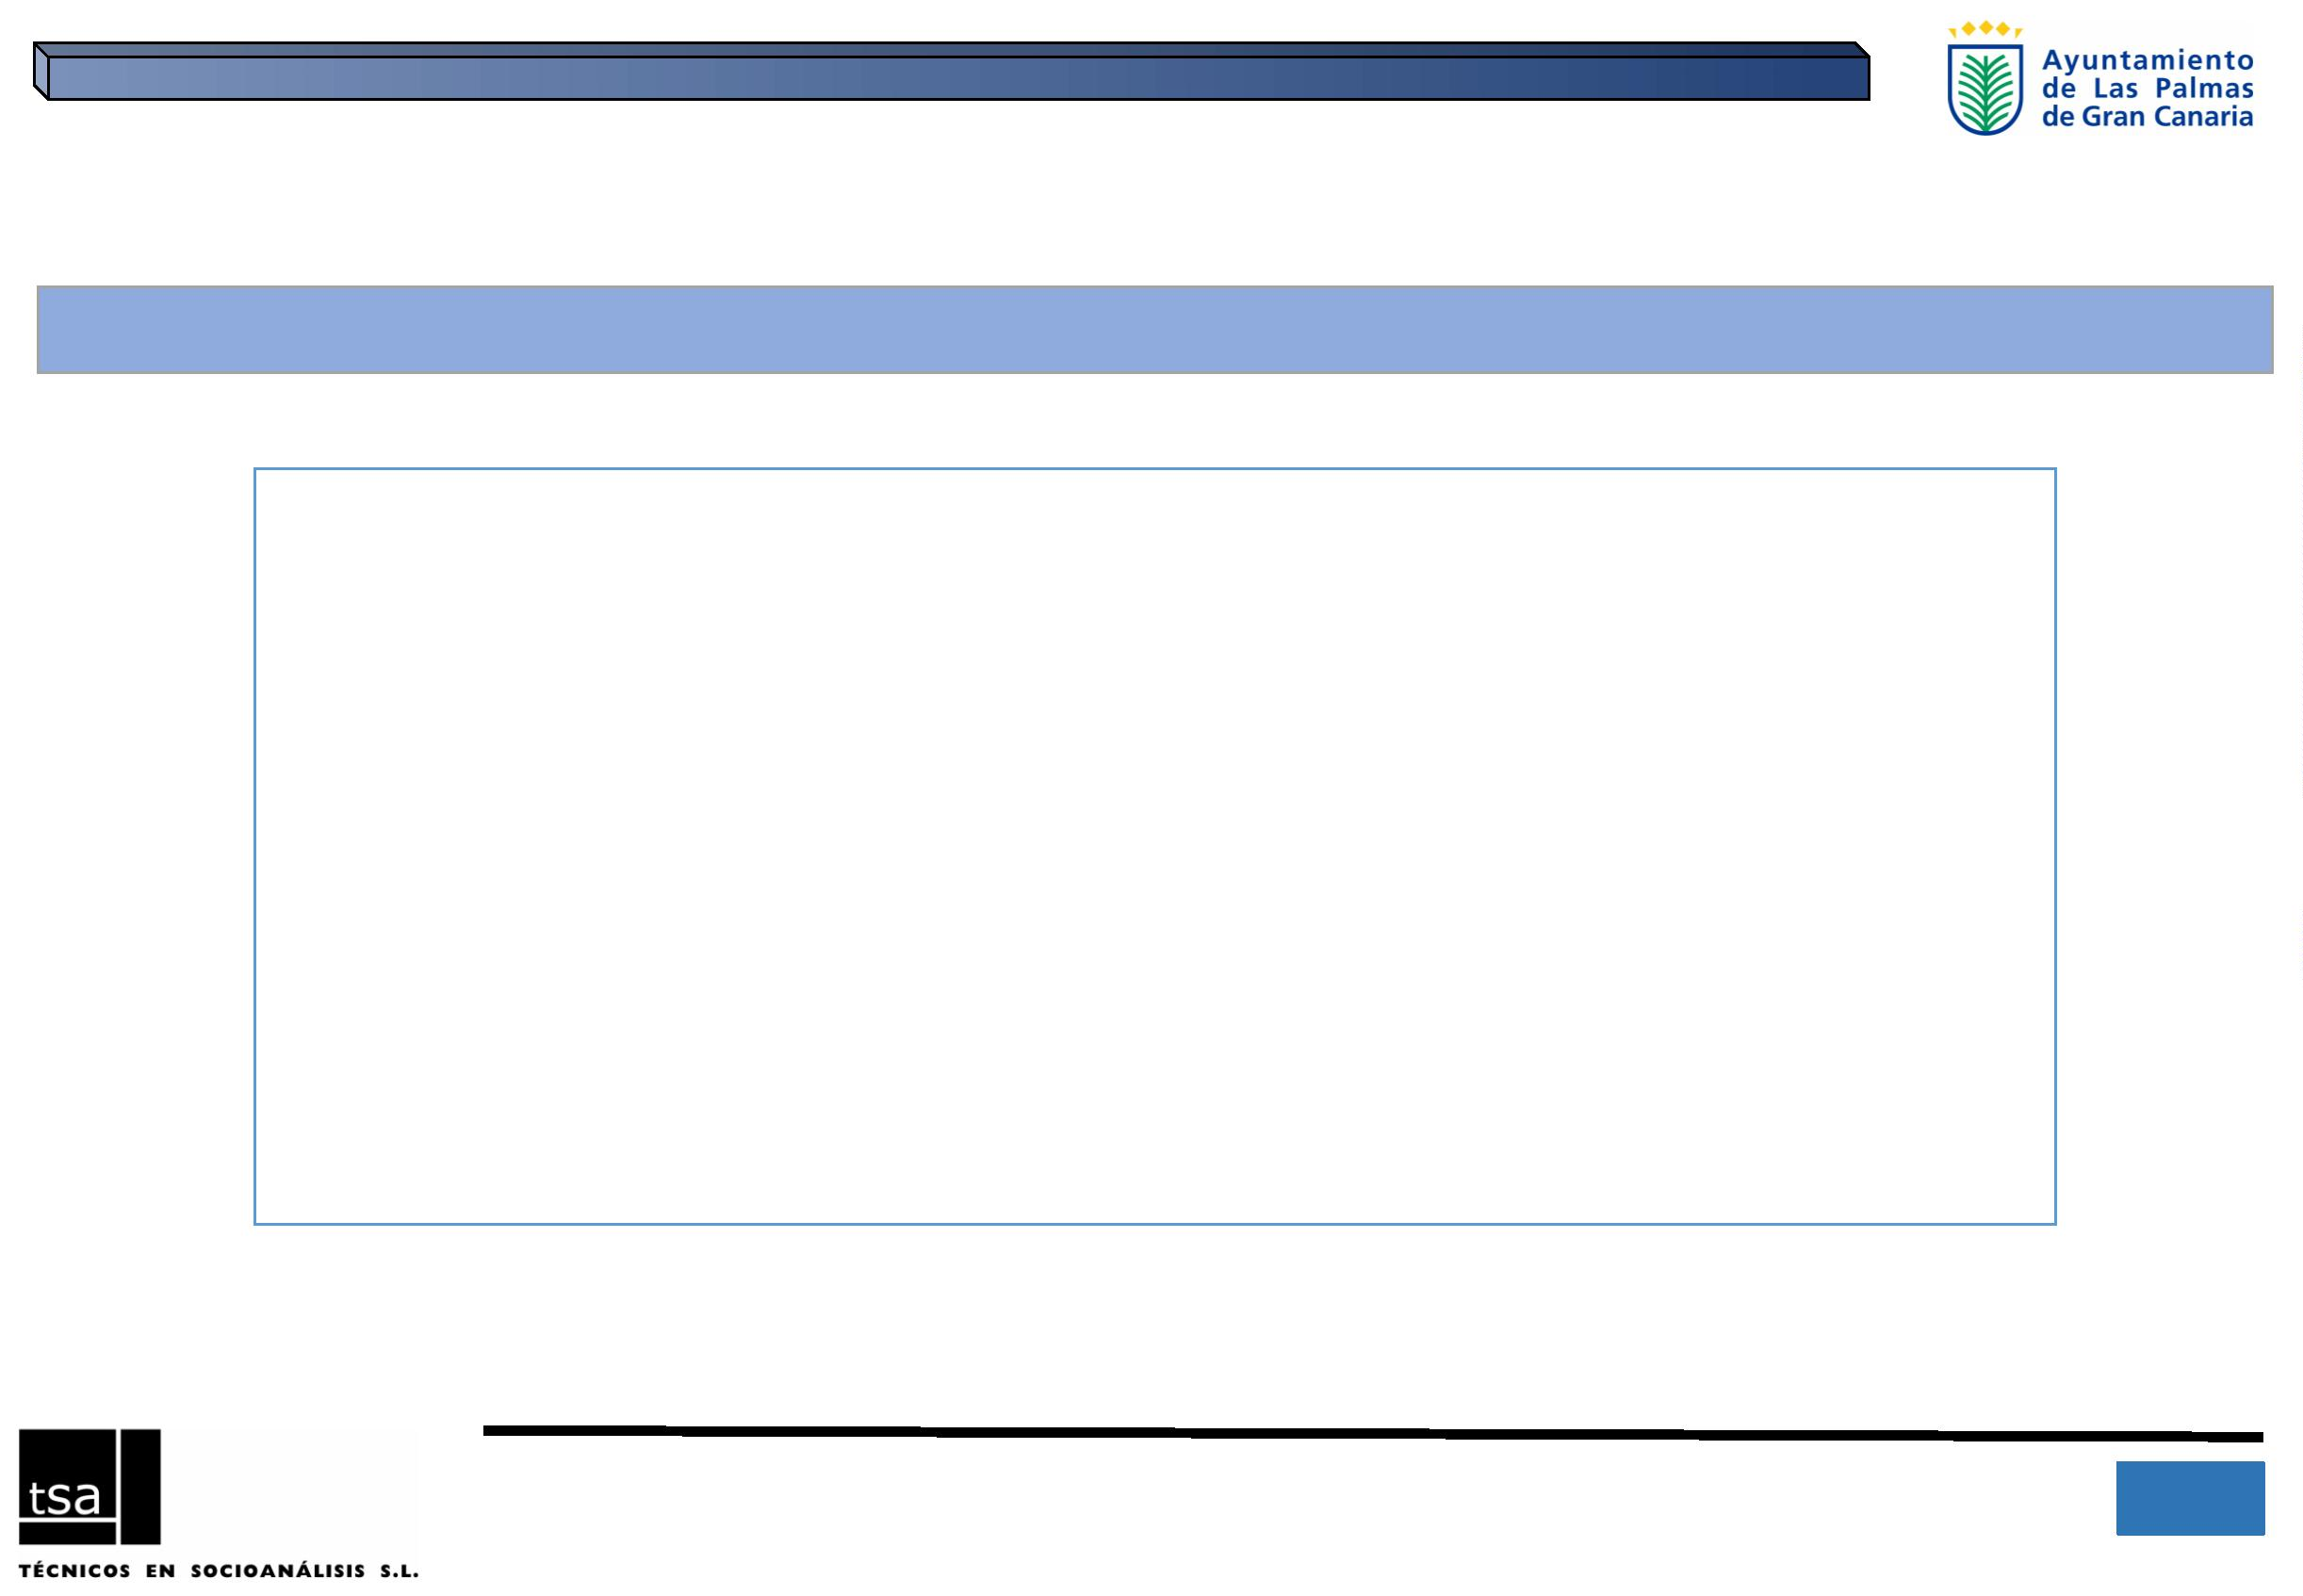 Ayuntamiento
de Las Palmas
de Gran Canaria
tsa
TÉCNICOS EN SOCIOANÁLISIS S.L.